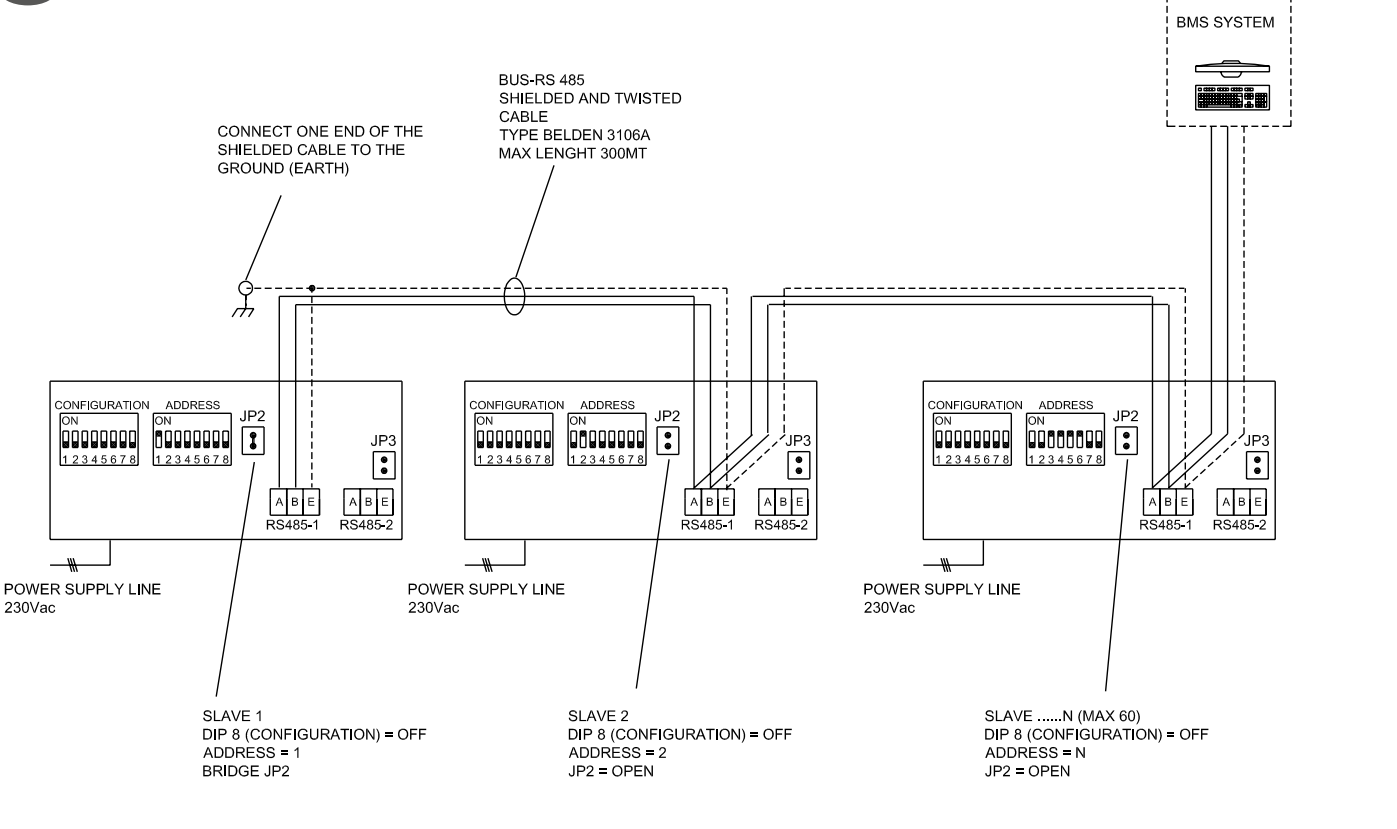 BMS SYSTEM
BUS-RS 485
SHIELDED AND TWISTED
CABLE
TYPE BELDEN 3106A
MAX LENGHT 300MT
CONNECT ONE END OF THE
SHIELDED CABLE TO THE
GROUND (EARTH)
CONFIGURATION
ON
1 2 3 4 5 6 7 8
ADDRESS
ON
1 2 3 4 5 6 7 8
JP2
JP3
A B E
RS485-1
A B E
RS485-2
POWER SUPPLY LINE
230Vac
CONFIGURATION
ON
1 2 3 4 5 6 7 8
ADDRESS
ON
1 2 3 4 5 6 7 8
JP2
JP3
A B E
RS485-1
A B E
RS485-2
POWER SUPPLY LINE
230Vac
CONFIGURATION
ON
1 2 3 4 5 6 7 8
ADDRESS
ON
1 2 3 4 5 6 7 8
JP2
JP3
A B E
RS485-1
A B E
RS485-2
POWER SUPPLY LINE
230Vac
SLAVE 1
DIP 8 (CONFIGURATION) = OFF
ADDRESS = 1
BRIDGE JP2
SLAVE 2
DIP 8 (CONFIGURATION) = OFF
ADDRESS = 2
JP2 = OPEN
SLAVE ......N (MAX 60)
DIP 8 (CONFIGURATION) = OFF
ADDRESS = N
JP2 = OPEN